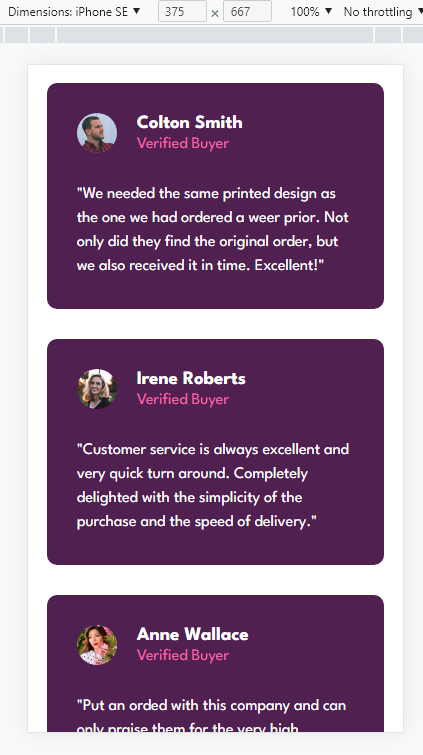 Dimensions: iPhone SE ▼ 375 × 667 100% ▼ No throttling ▼
Colton Smith
Verified Buyer
"We needed the same printed design as
the one we had ordered a weer prior. Not
only did they find the original order, but
we also received it in time. Excellent!"
Irene Roberts
Verified Buyer
"Customer service is always excellent and
very quick turn around. Completely
delighted with the simplicity of the
purchase and the speed of delivery."
Anne Wallace
Verified Buyer
"Put an orded with this company and can
only praise them for the very high